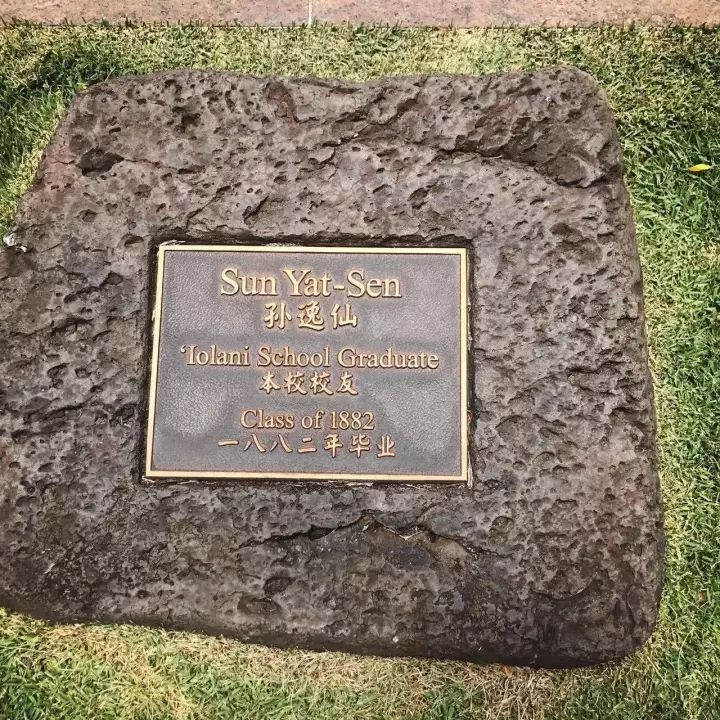 Sun Yat-Sen
孙逸仙
‘Iolani School Graduate
本校校友
Class of 1882
一八八二年毕业